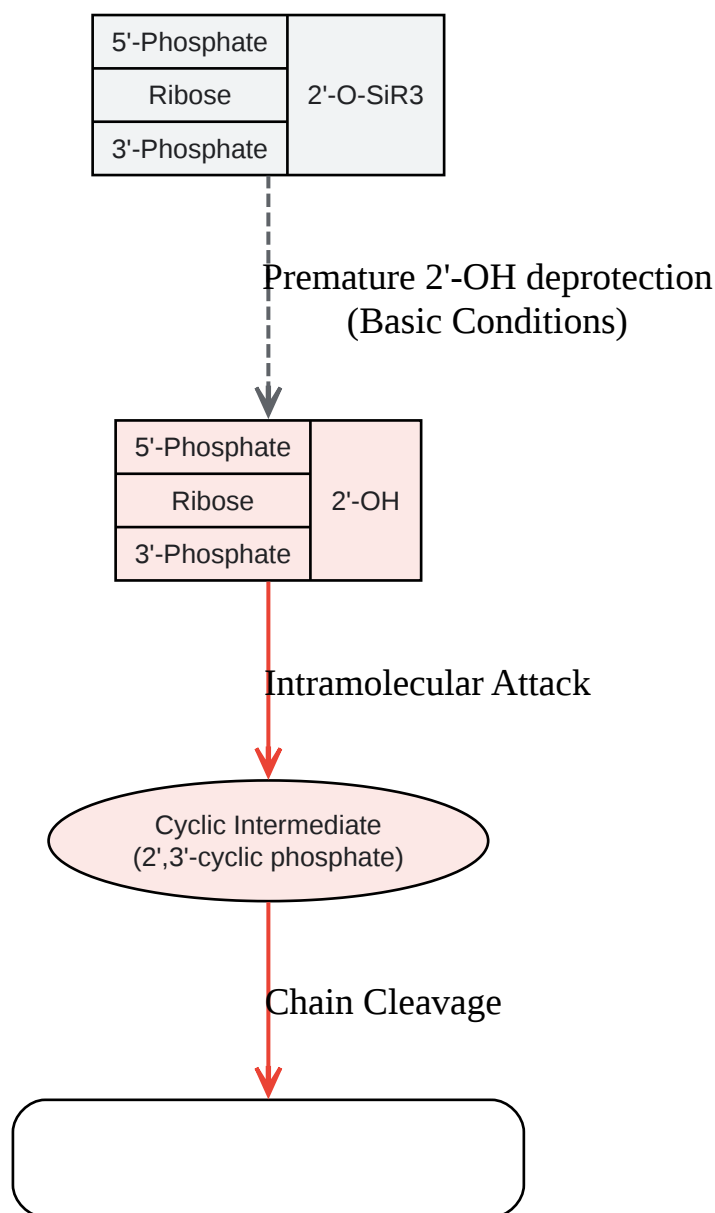 5'-Phosphate
Ribose
3'-Phosphate
2'-O-SiR3
Premature 2'-OH deprotection
(Basic Conditions)
5'-Phosphate
Ribose
3'-Phosphate
2'-OH
Intramolecular Attack
Cyclic Intermediate
(2',3'-cyclic phosphate)
Chain Cleavage